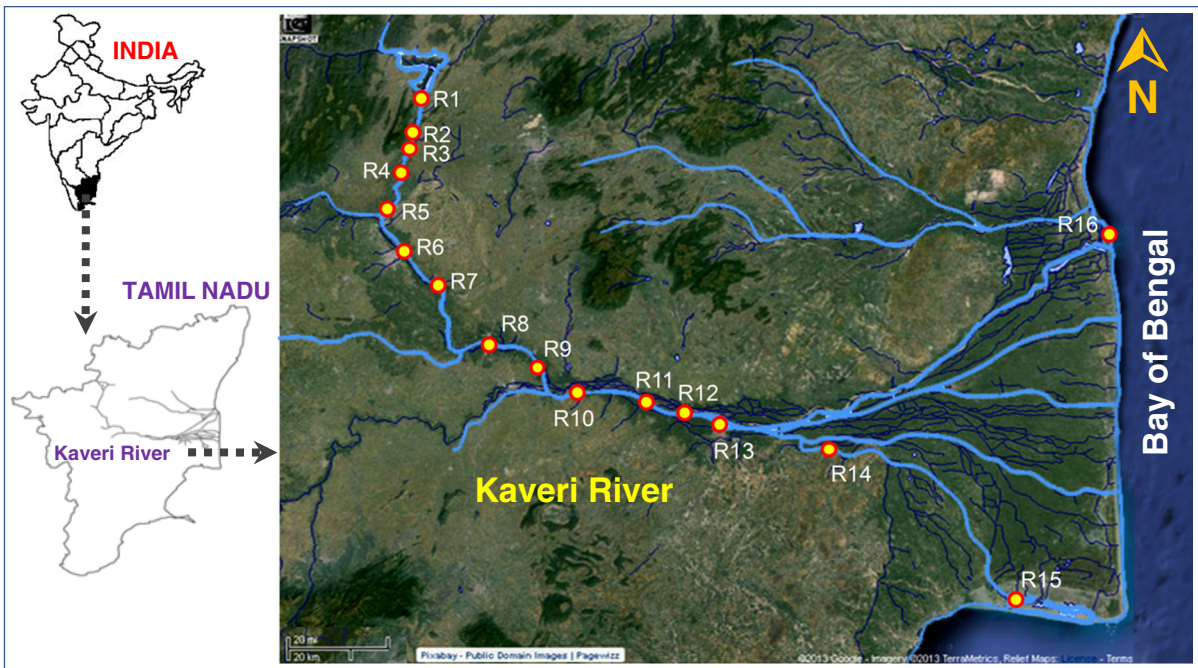 INDIA
TAMIL NADU
Kaveri River
SNAPSHOT
R1
R2
R3
R4
R5
R6
R7
R8
R9
R10
R11
R12
R13
R14
R15
R16
Kaveri River
N
Bay of Bengal
20 mi
20 km
Pixabay - Public Domain Images | Pagewizz
©2013 Google - Imagery ©2013 TerraMetrics, Relief Maps: License - Terms